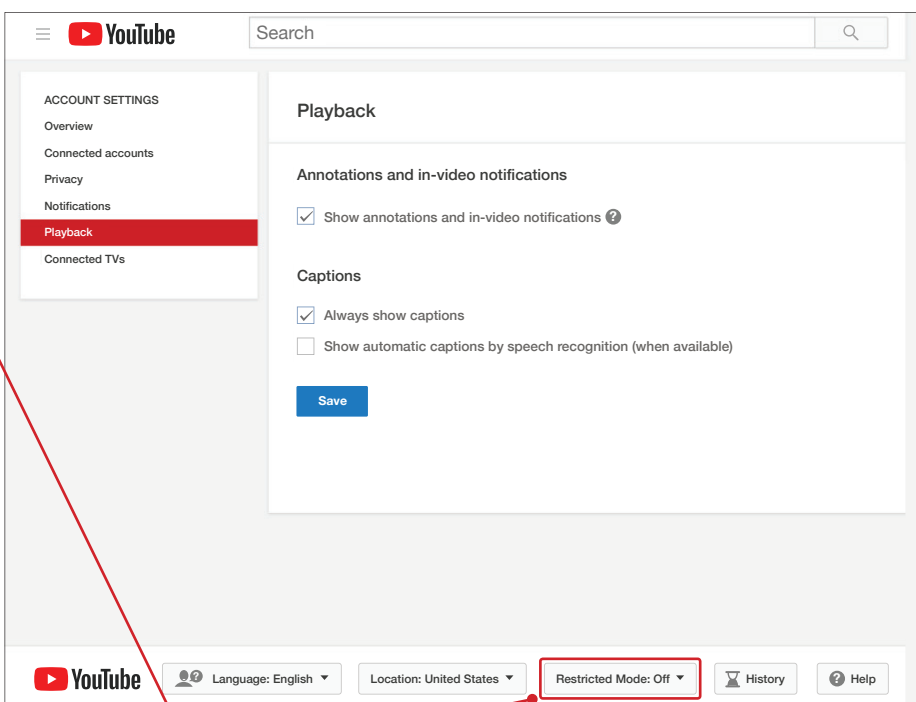 YouTube
Search
ACCOUNT SETTINGS
Overview
Connected accounts
Privacy
Notifications
Playback
Connected TVs
Playback
Annotations and in-video notifications
Show annotations and in-video notifications ?
Captions
Always show captions
Show automatic captions by speech recognition (when available)
Save
YouTube ? Language: English Location: United States Restricted Mode: Off History ? Help